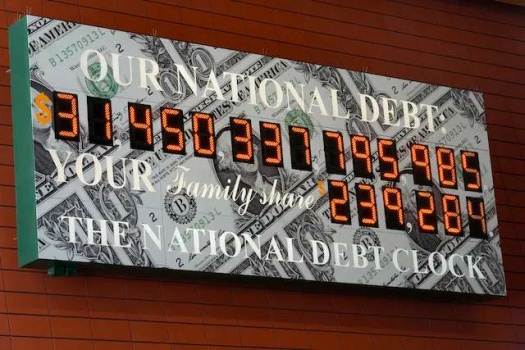 OUR NATIONAL DEBT:
$31,450,337,795,985
YOUR Family share $239,284
THE NATIONAL DEBT CLOCK